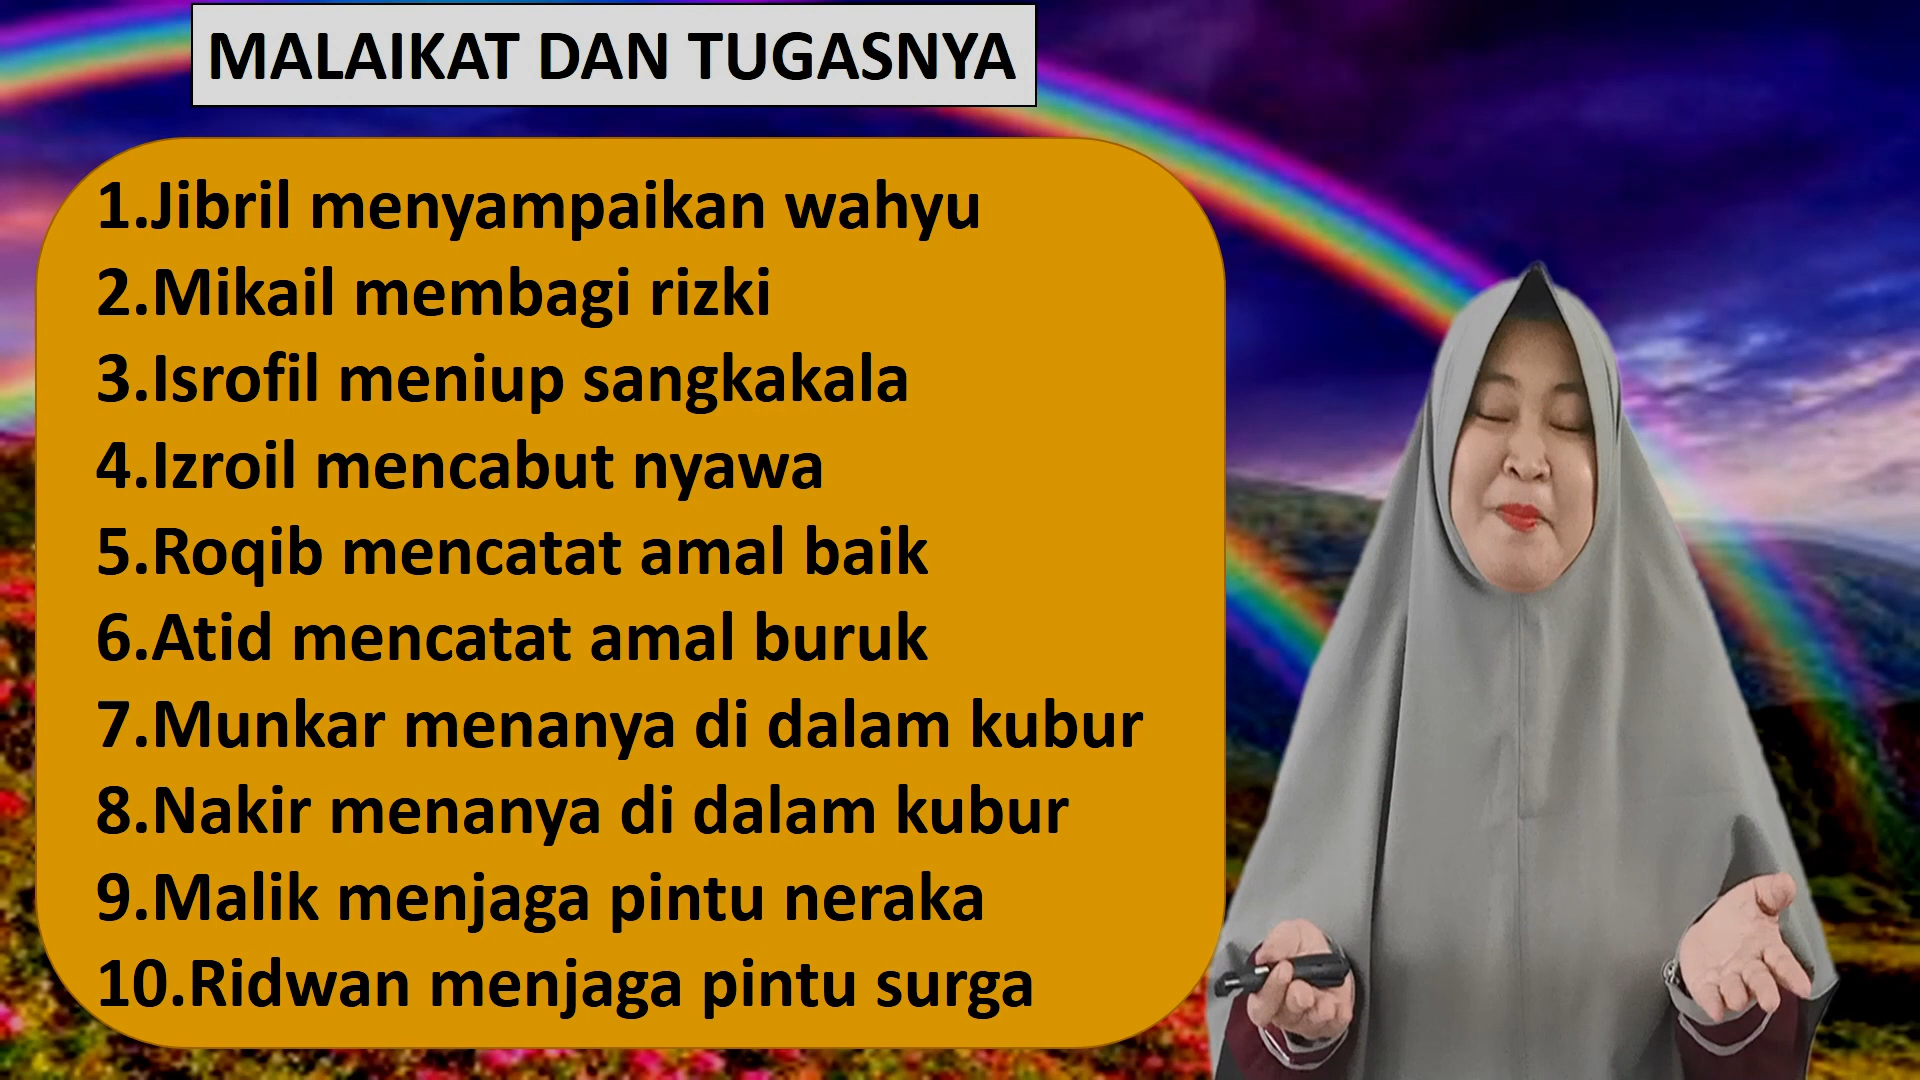 MALAIKAT DAN TUGASNYA
1.Jibril menyampaikan wahyu
2.Mikail membagi rizki
3.Isrofil meniup sangkakala
4.Izroil mencabut nyawa
5.Roqib mencatat amal baik
6.Atid mencatat amal buruk
7.Munkar menanya di dalam kubur
8.Nakir menanya di dalam kubur
9.Malik menjaga pintu neraka
10.Ridwan menjaga pintu surga